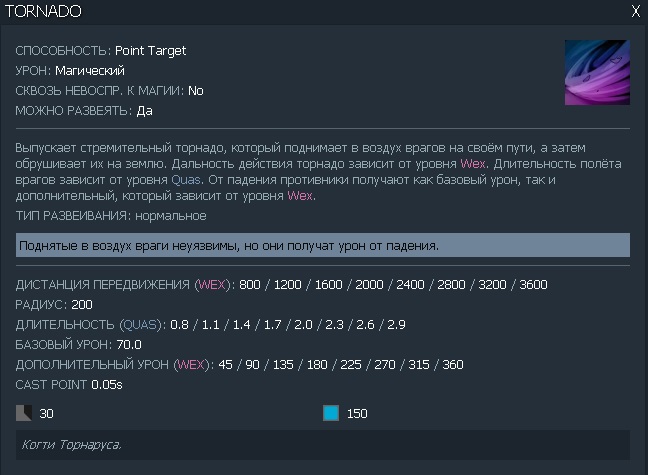 TORNADO X
СПОСОБНОСТЬ: Point Target
УРОН: Магический
СКВОЗЬ НЕВОСПР. К МАГИИ: No
МОЖНО РАЗВЕЯТЬ: Да
Выпускает стремительный торнадо, который поднимает в воздух врагов на своём пути, а затем
обрушивает их на землю. Дальность действия торнадо зависит от уровня Wex. Длительность полёта
врагов зависит от уровня Quas. От падения противники получают как базовый урон, так и
дополнительный, который зависит от уровня Wex.
ТИП РАЗВЕИВАНИЯ: нормальное
Поднятые в воздух враги неуязвимы, но они получат урон от падения.
ДИСТАНЦИЯ ПЕРЕДВИЖЕНИЯ (WEX): 800 / 1200 / 1600 / 2000 / 2400 / 2800 / 3200 / 3600
РАДИУС: 200
ДЛИТЕЛЬНОСТЬ (QUAS): 0.8 / 1.1 / 1.4 / 1.7 / 2.0 / 2.3 / 2.6 / 2.9
БАЗОВЫЙ УРОН: 70.0
ДОПОЛНИТЕЛЬНЫЙ УРОН (WEX): 45 / 90 / 135 / 180 / 225 / 270 / 315 / 360
CAST POINT 0.05s
30 150
Когти Торнаруса.